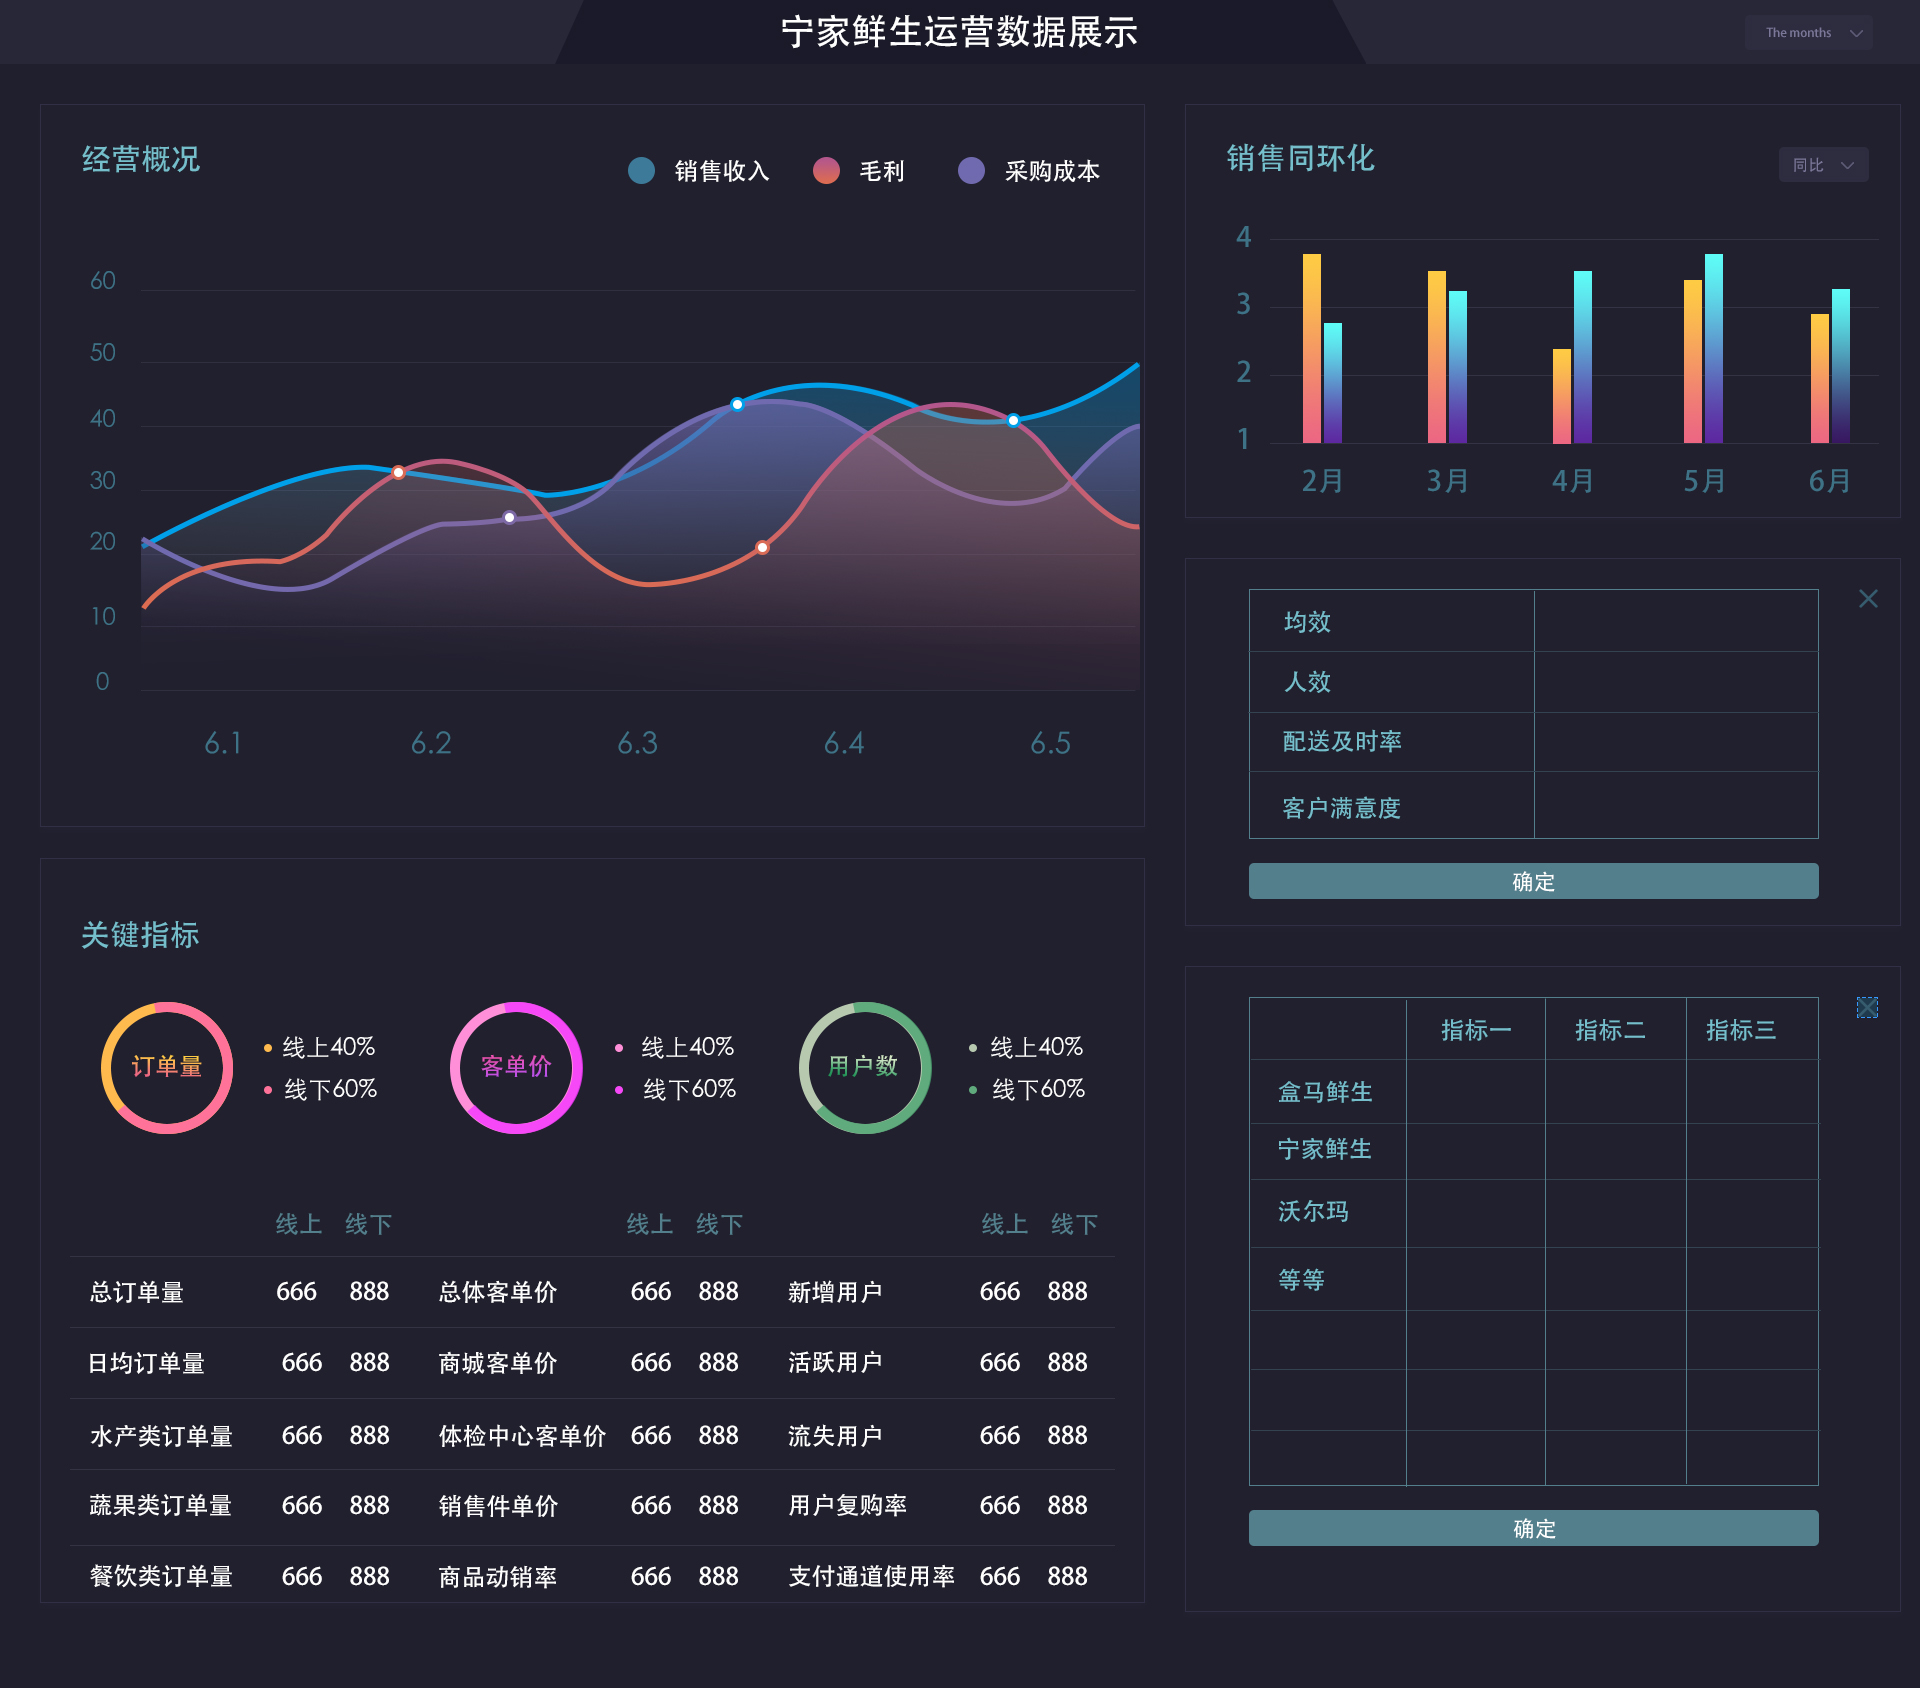 宁家鲜生运营数据展示
The months
经营概况
销售收入 毛利 采购成本
60
50
40
30
20
10
0
6.1 6.2 6.3 6.4 6.5
销售同环化
同比
4
3
2
1
2月 3月 4月 5月 6月
均效
人效
配送及时率
客户满意度
确定
关键指标
订单量
线上40%
线下60%
客单价
线上40%
线下60%
用户数
线上40%
线下60%
线上 线下 线上 线下 线上 线下
总订单量 666 888 总体客单价 666 888 新增用户 666 888
日均订单量 666 888 商城客单价 666 888 活跃用户 666 888
水产类订单量 666 888 体检中心客单价 666 888 流失用户 666 888
蔬果类订单量 666 888 销售件单价 666 888 用户复购率 666 888
餐饮类订单量 666 888 商品动销率 666 888 支付通道使用率 666 888
指标一 指标二 指标三
盒马鲜生
宁家鲜生
沃尔玛
等等
确定